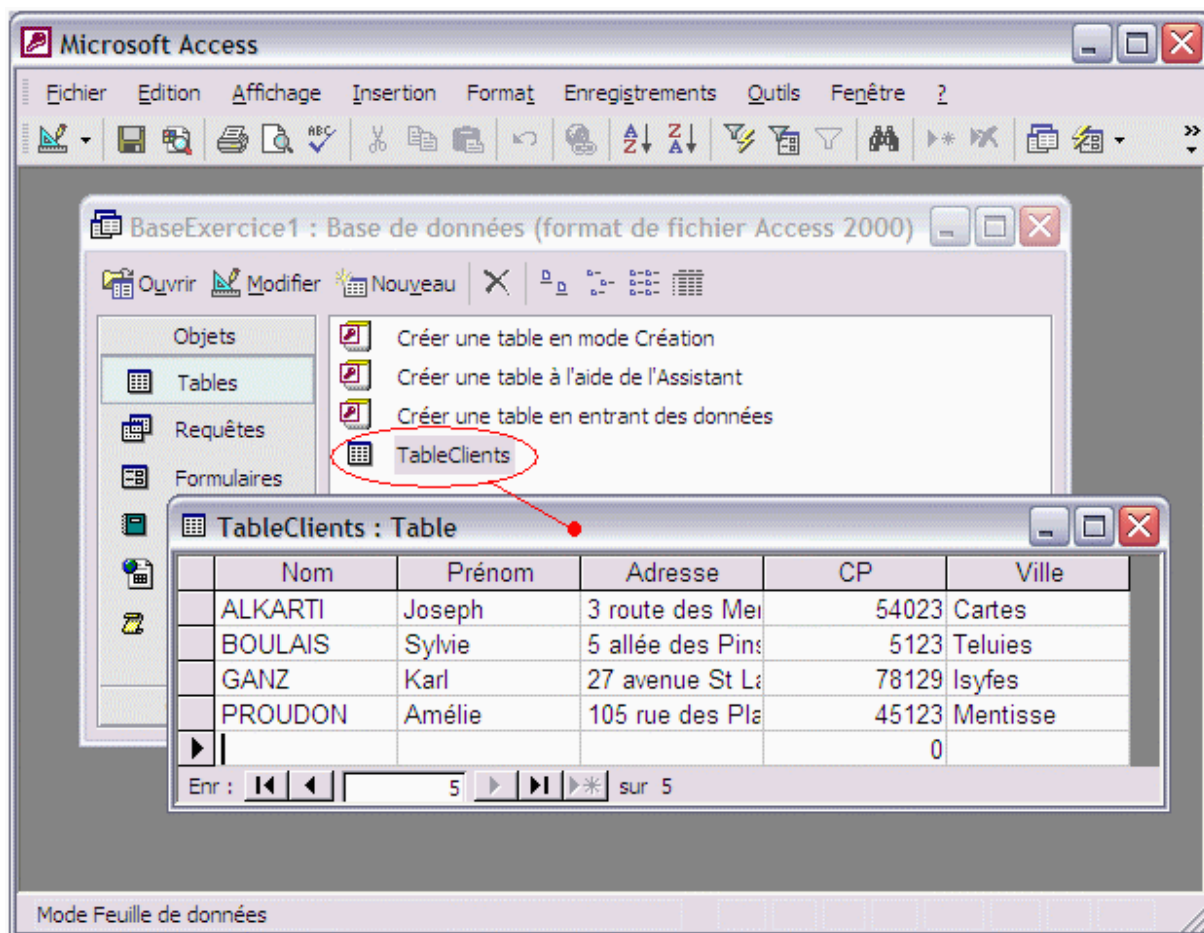 Microsoft Access
Fichier Edition Affichage Insertion Format Enregistrements Outils Fenêtre ?
BaseExercice1 : Base de données (format de fichier Access 2000)
Ouvrir Modifier Nouveau
Objets
Tables
Requêtes
Formulaires
Créer une table en mode Création
Créer une table à l'aide de l'Assistant
Créer une table en entrant des données
TableClients
TableClients : Table
Nom Prénom Adresse CP Ville
ALKARTI Joseph 3 route des 54023 Cartes
BOULAIS Sylvie 5 allée des Pins 5123 Teluies
GANZ Karl 27 avenue St 78129 Isyfes
PROUDON Amélie 105 rue des 45123 Mentisse
0
Enr : 5 sur 5
Mode Feuille de données